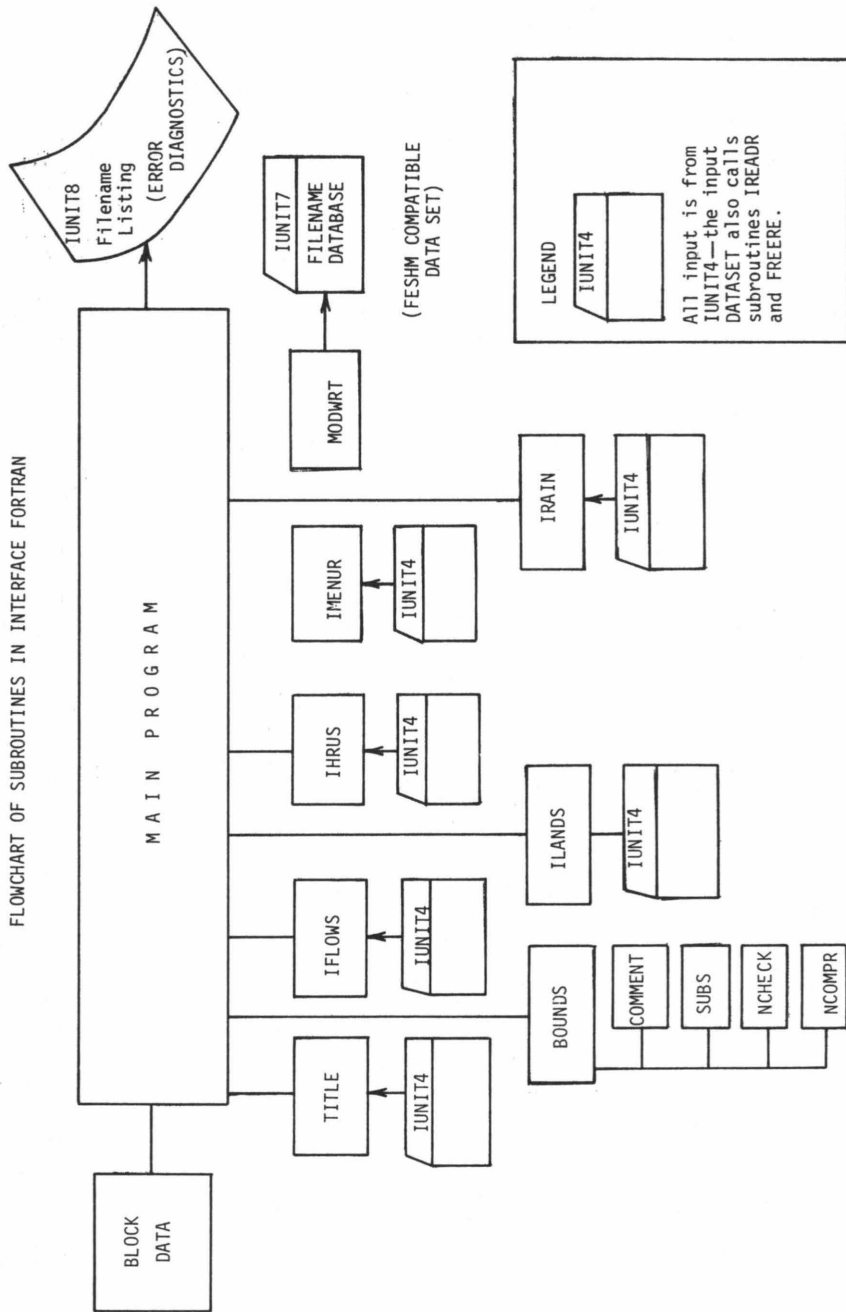 FLOWCHART OF SUBROUTINES IN INTERFACE FORTRAN
BLOCK
DATA
MAIN PROGRAM
IUNIT8
Filename
Listing
(ERROR
DIAGNOSTICS)
TITLE
IUNIT4
IFLOWS
IUNIT4
IHRUS
IUNIT4
IMENUR
IUNIT4
MODWRT
IUNIT7
FILENAME
DATABASE
(FESHM COMPATIBLE
DATA SET)
BOUNDS
COMMENT
SUBS
NCHECK
NCOMPR
ILANDS
IUNIT4
IRAIN
IUNIT4
LEGEND
IUNIT4
All input is from
IUNIT4—the input
DATASET also calls
subroutines IREADR
and FREERE.